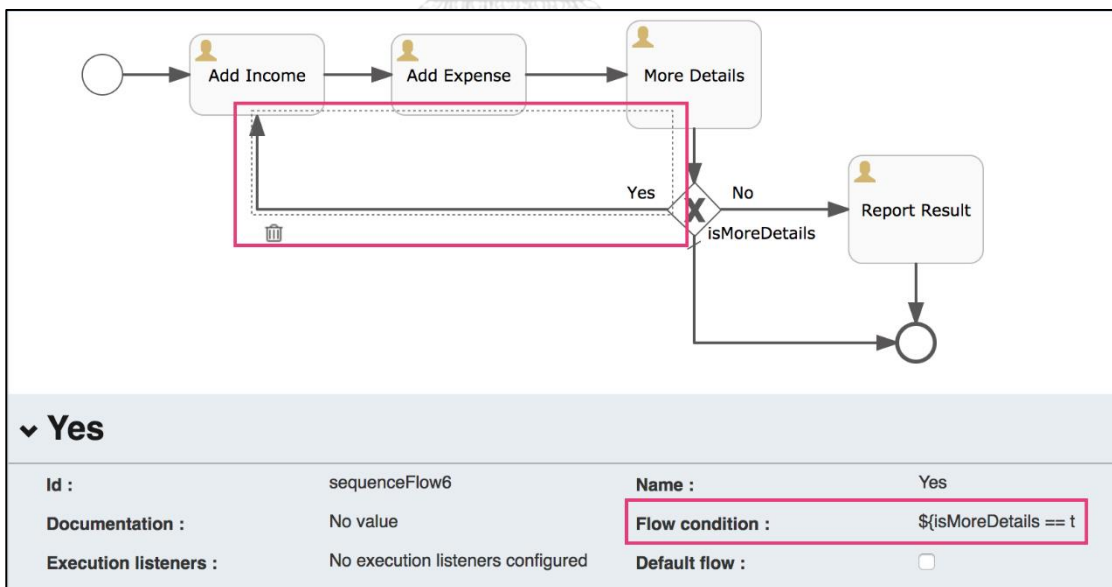 Add Income
Add Expense
More Details
Yes
No
isMoreDetails
Report Result
Yes
Id :
sequenceFlow6
Name :
Yes
Documentation :
No value
Flow condition :
${isMoreDetails == t
Execution listeners :
No execution listeners configured
Default flow :